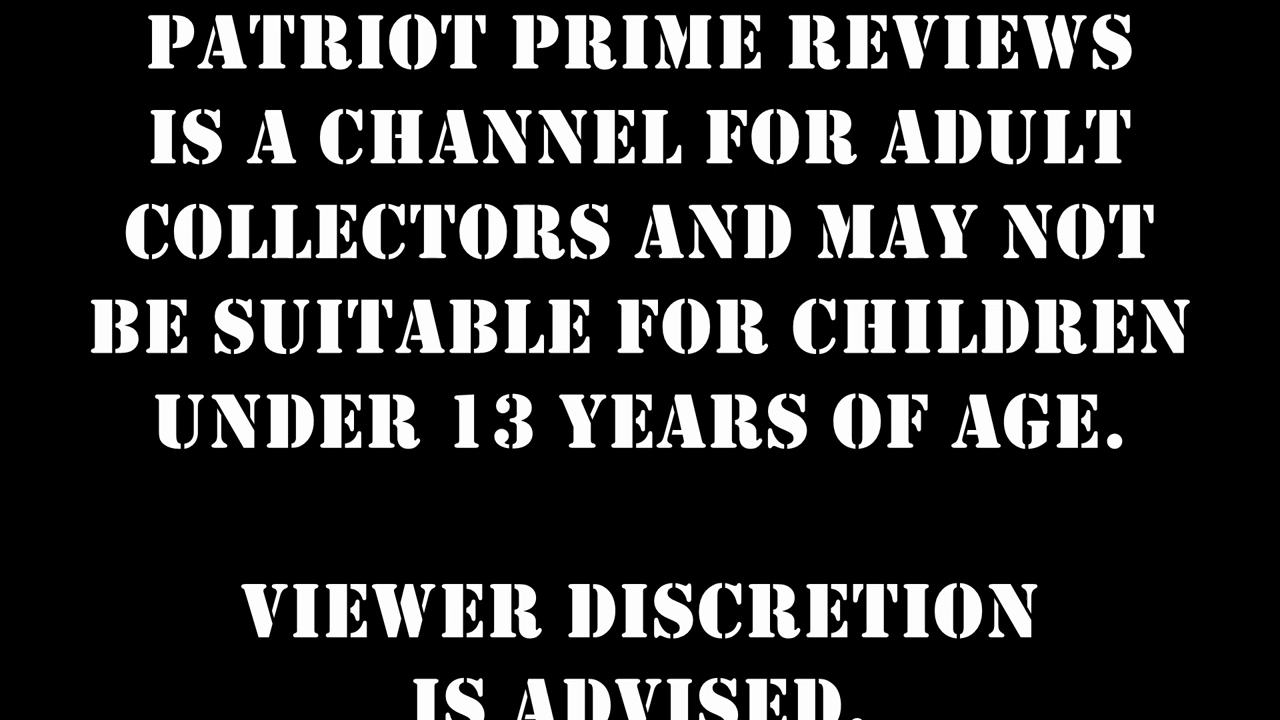 PATRIOT PRIME REVIEWS
IS A CHANNEL FOR ADULT
COLLECTORS AND MAY NOT
BE SUITABLE FOR CHILDREN
UNDER 13 YEARS OF AGE.
VIEWER DISCRETION
IS ADVISED.